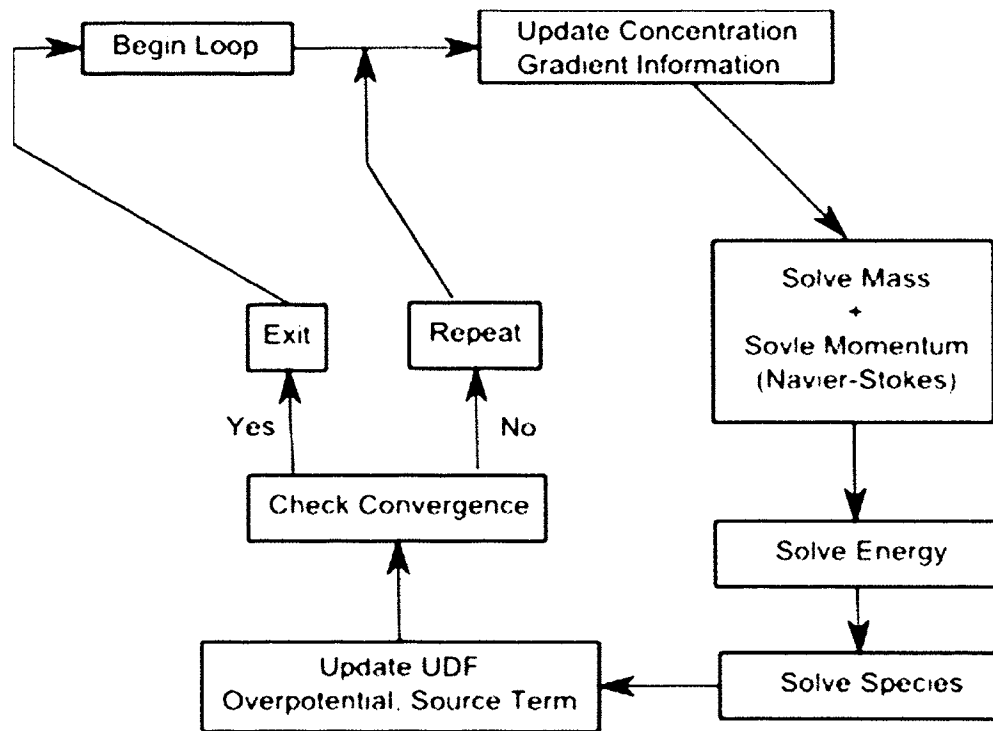 Begin Loop
Update Concentration
Gradient Information
Solve Mass
+
Sovle Momentum
(Navier-Stokes)
Solve Energy
Solve Species
Update UDF
Overpotential, Source Term
Check Convergence
Yes
No
Exit
Repeat